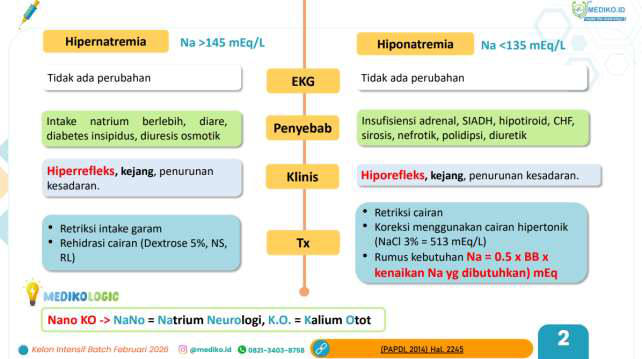 MEDIKO.ID
Hipernatremia
Na >145 mEq/L
Hiponatremia
Na <135 mEq/L
Tidak ada perubahan
EKG
Tidak ada perubahan
Intake natrium berlebih, diare,
diabetes insipidus, diuresis osmotik
Penyebab
Insufisiensi adrenal, SIADH, hipotiroid, CHF,
sirosis, nefrotik, polidipsi, diuretik
Hiperrefleks, kejang, penurunan
kesadaran.
Klinis
Hiporefleks, kejang, penurunan kesadaran.
• Retriksi intake garam
• Rehidrasi cairan (Dextrose 5%, NS,
RL)
Tx
• Retriksi cairan
• Koreksi menggunakan cairan hipertonik
(NaCl 3% = 513 mEq/L)
• Rumus kebutuhan Na = 0.5 x BB x
kenaikan Na yg dibutuhkan) mEq
MEDIKOLOGIC
Nano KO -> NaNo = Natrium Neurologi, K.O. = Kalium Otot
2
Kelan Intensif Batch Februari 2026
@mediko.id
0821-3403-8758
(PAPDI, 2014) Hal. 2245